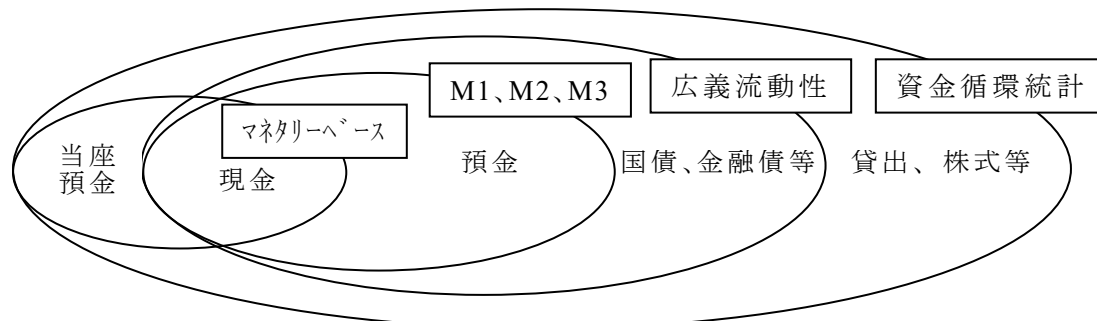 M1、M2、M3
広義流動性
資金循環統計
マネタリーベース
当座
預金
現金
預金
国債、金融債等
貸出、株式等